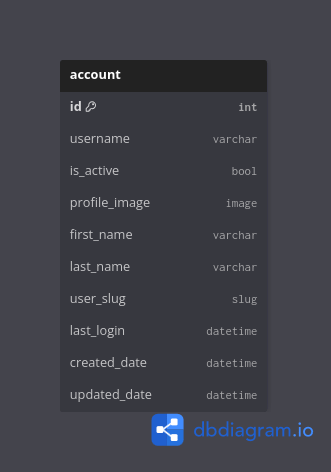 account
id int
username varchar
is_active bool
profile_image image
first_name varchar
last_name varchar
user_slug slug
last_login datetime
created_date datetime
updated_date datetime
dbdiagram.io